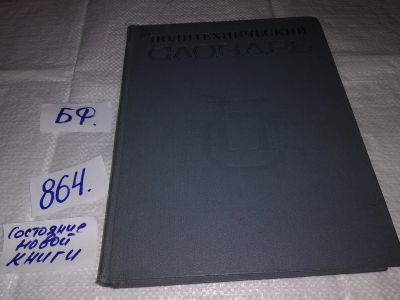 ПОЛИТЕХНИЧЕСКИЙ
СЛОВАРЬ
БФ.
864.
Состояние
новой
книги